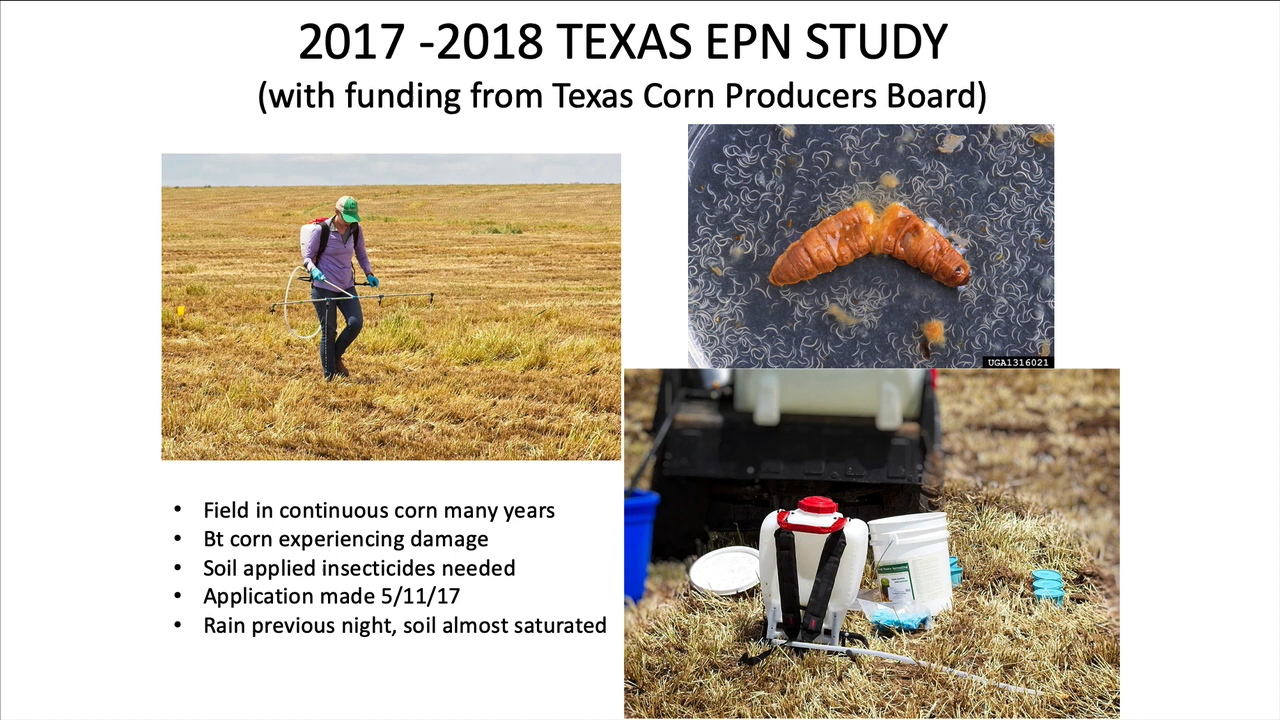 2017 -2018 TEXAS EPN STUDY
(with funding from Texas Corn Producers Board)
UGA1316021
• Field in continuous corn many years
• Bt corn experiencing damage
• Soil applied insecticides needed
• Application made 5/11/17
• Rain previous night, soil almost saturated